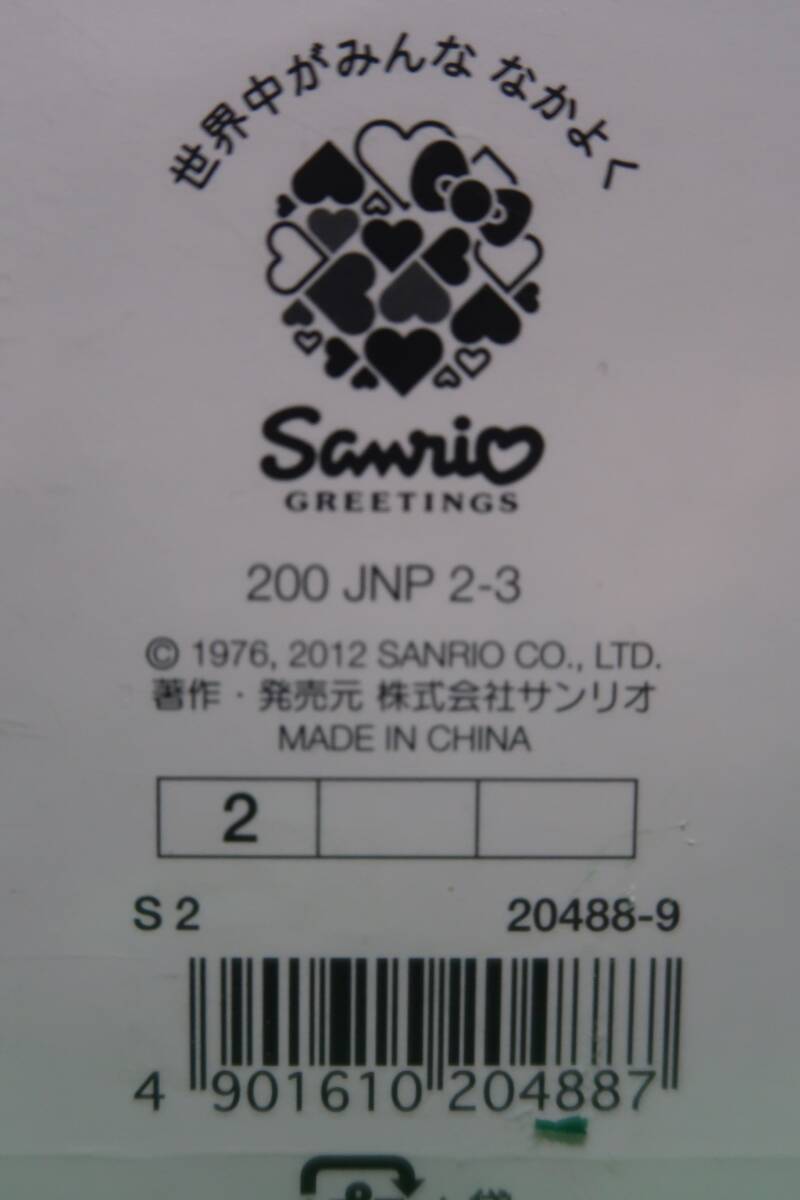 世界中がみんな なかよく
Sanrio
GREETINGS
200 JNP 2-3
© 1976, 2012 SANRIO CO., LTD.
著作・発売元 株式会社サンリオ
MADE IN CHINA
2
S 2 20488-9
4 901610 204887